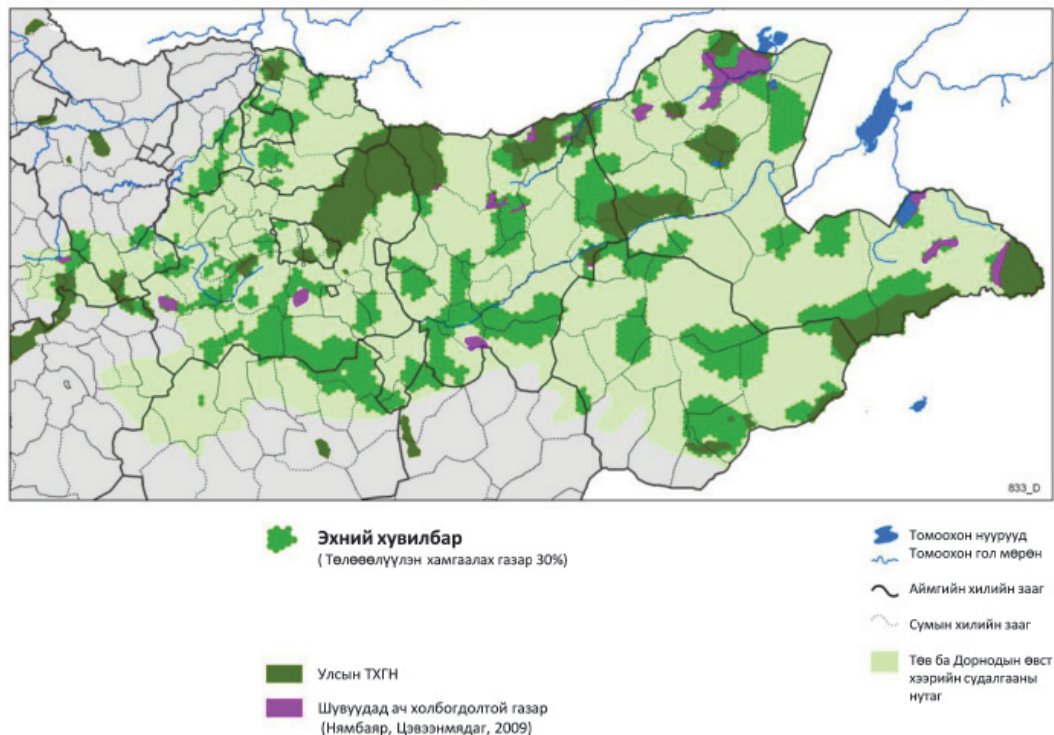 833_D
Эхний хувилбар
( Төлөөөлүүлэн хамгаалах газар 30%)
Улсын ТХГН
Шувуудад ач холбогдолтой газар
(Нямбаяр, Цэвээнмядаг, 2009)
Томоохон нуурууд
Томоохон гол мөрөн
Аймгийн хилийн зааг
Сумын хилийн зааг
Төв ба Дорнодын өвст
хээрийн судалгааны
нутаг